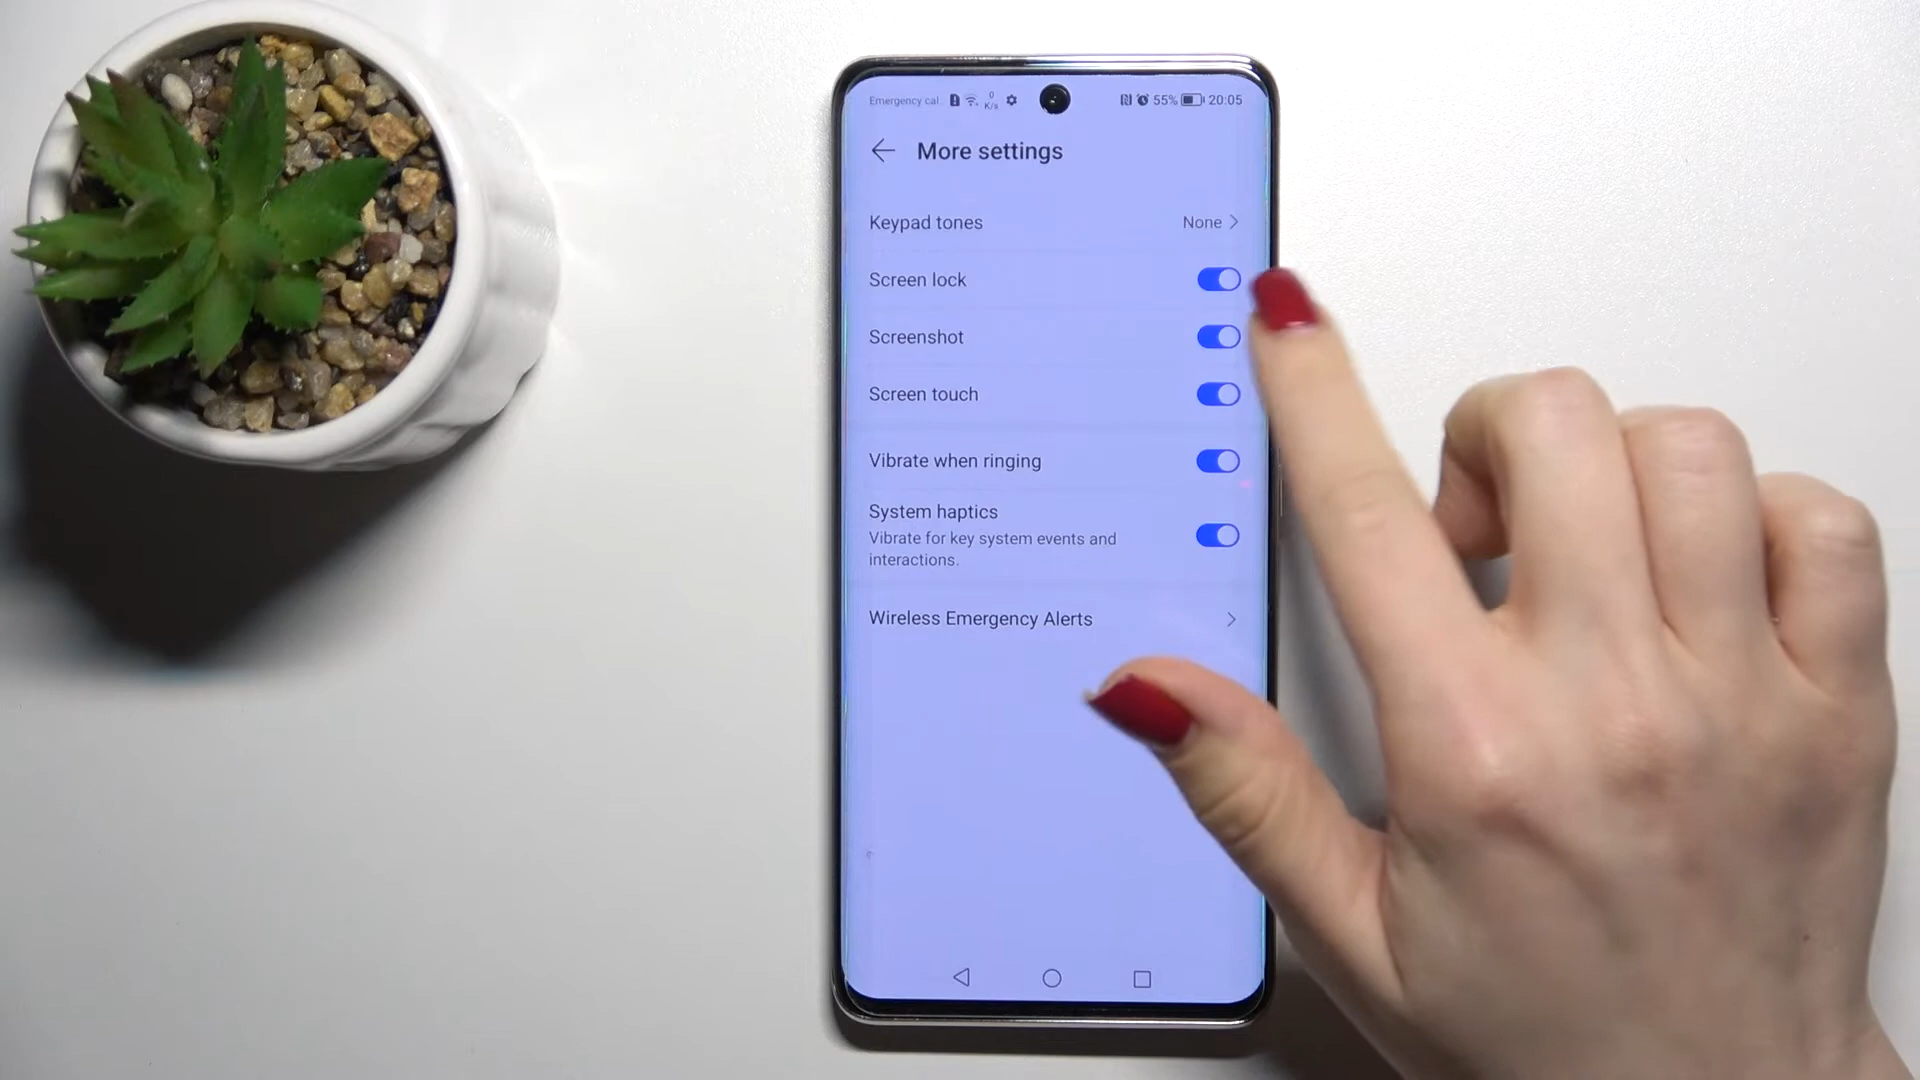 Emergency cal
0
K/s
55%
20:05
More settings
Keypad tones
None
Screen lock
Screenshot
Screen touch
Vibrate when ringing
System haptics
Vibrate for key system events and
interactions.
Wireless Emergency Alerts